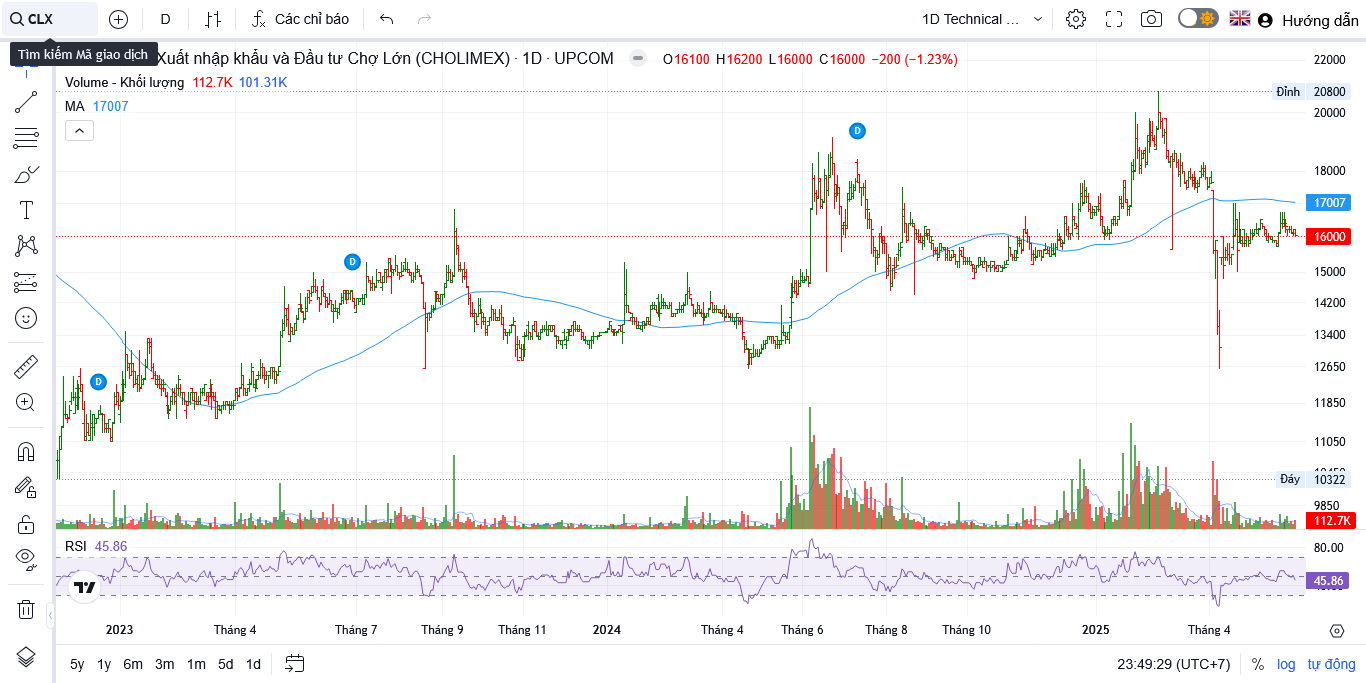 CLX
D
Các chỉ báo
1D Technical ...
Hướng dẫn
Tìm kiếm Mã giao dịch
Xuất nhập khẩu và Đầu tư Chợ Lớn (CHOLIMEX) · 1D · UPCOM
O16100 H16200 L16000 C16000 −200 (−1.23%)
Volume - Khối lượng 112.7K 101.31K
MA 17007
22000
Đỉnh 20800
20000
18000
17007
16000
15000
14200
13400
12650
11850
11050
Đáy 10322
9850
112.7K
D
D
D
RSI 45.86
80.00
45.86
2023
Tháng 4
Tháng 7
Tháng 9
Tháng 11
2024
Tháng 4
Tháng 6
Tháng 8
Tháng 10
2025
Tháng 4
5y 1y 6m 3m 1m 5d 1d
23:49:29 (UTC+7)
% log tự động